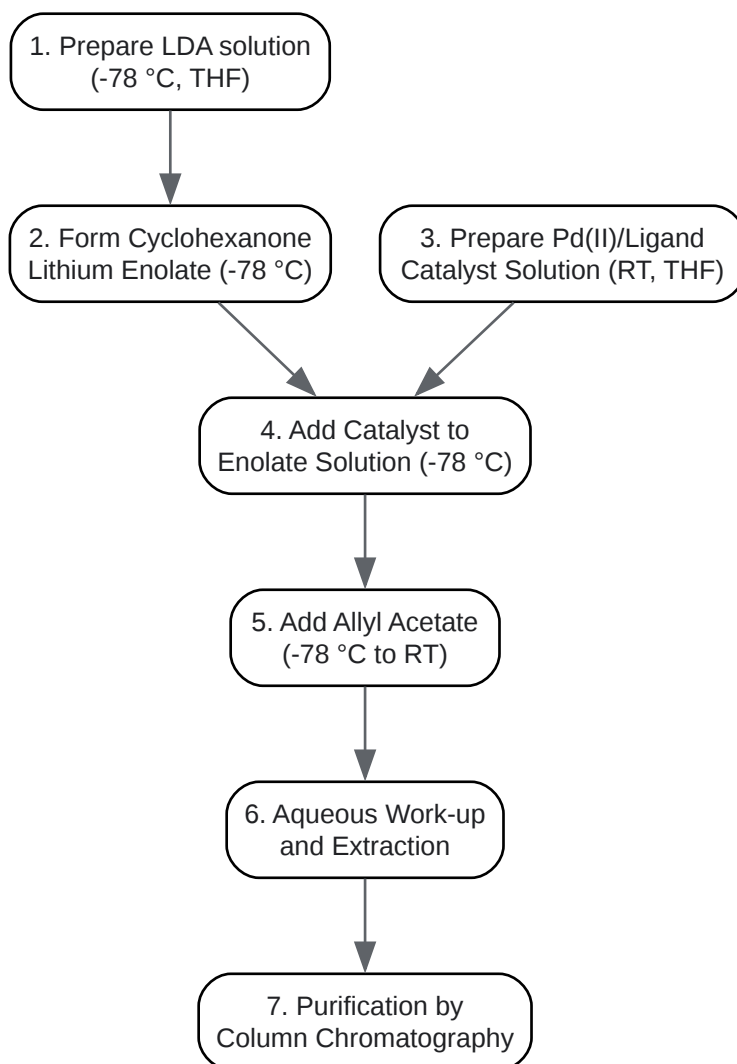 1. Prepare LDA solution
(-78 °C, THF)
2. Form Cyclohexanone
Lithium Enolate (-78 °C)
3. Prepare Pd(II)/Ligand
Catalyst Solution (RT, THF)
4. Add Catalyst to
Enolate Solution (-78 °C)
5. Add Allyl Acetate
(-78 °C to RT)
6. Aqueous Work-up
and Extraction
7. Purification by
Column Chromatography